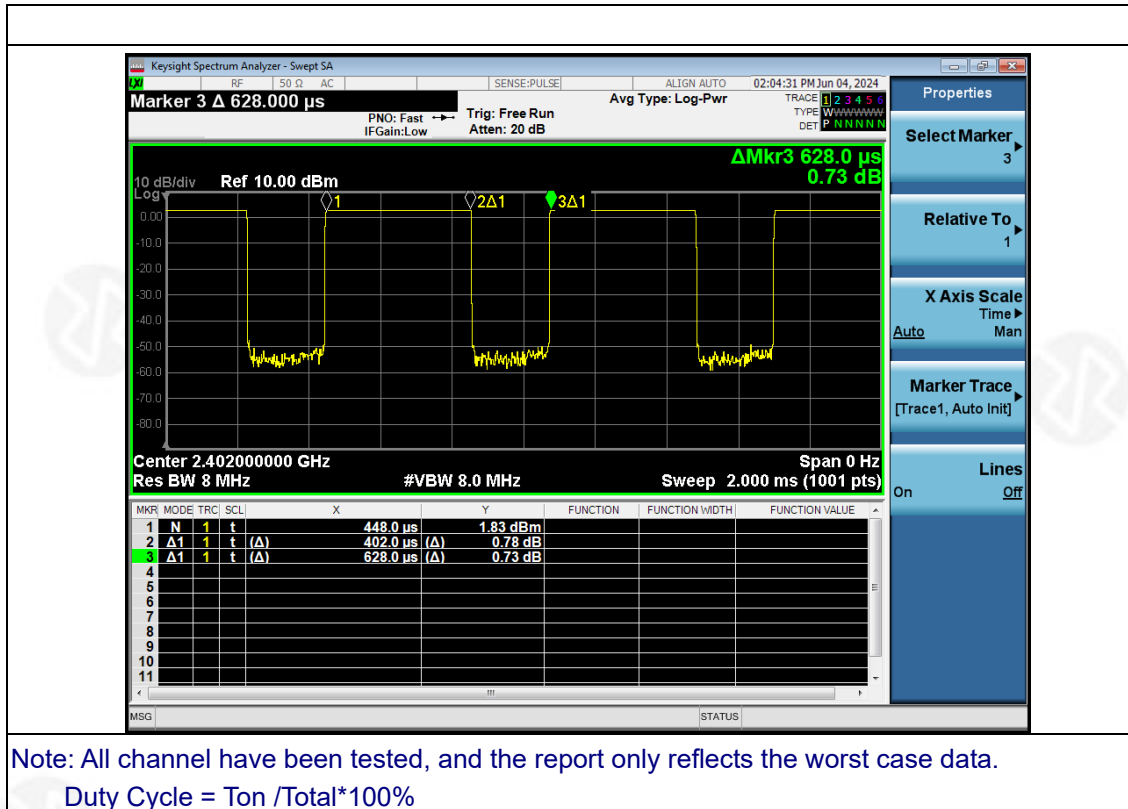 Keysight Spectrum Analyzer - Swept SA
LXI RF 50 Ω AC SENSE:PULSE ALIGN AUTO 02:04:31 PM Jun 04, 2024
Marker 3 Δ 628.000 µs
PNO: Fast
IFGain:Low
Trig: Free Run
Atten: 20 dB
Avg Type: Log-Pwr
TRACE 1 2 3 4 5 6
TYPE WWWWWW
DET P N N N N N
ΔMkr3 628.0 µs
0.73 dB
10 dB/div Ref 10.00 dBm
Log
1
2Δ1
3Δ1
0.00
-10.0
-20.0
-30.0
-40.0
-50.0
-60.0
-70.0
-80.0
Center 2.402000000 GHz Span 0 Hz
Res BW 8 MHz #VBW 8.0 MHz Sweep 2.000 ms (1001 pts)
MKR MODE TRC SCL X Y FUNCTION FUNCTION WIDTH FUNCTION VALUE
1 N 1 t 448.0 µs 1.83 dBm
2 Δ1 1 t (Δ) 402.0 µs (Δ) 0.78 dB
3 Δ1 1 t (Δ) 628.0 µs (Δ) 0.73 dB
4
5
6
7
8
9
10
11
MSG STATUS
Properties
Select Marker
3
Relative To
1
X Axis Scale
Time
Auto Man
Marker Trace
[Trace1, Auto Init]
Lines
On Off
Note: All channel have been tested, and the report only reflects the worst case data.
Duty Cycle = Ton /Total*100%